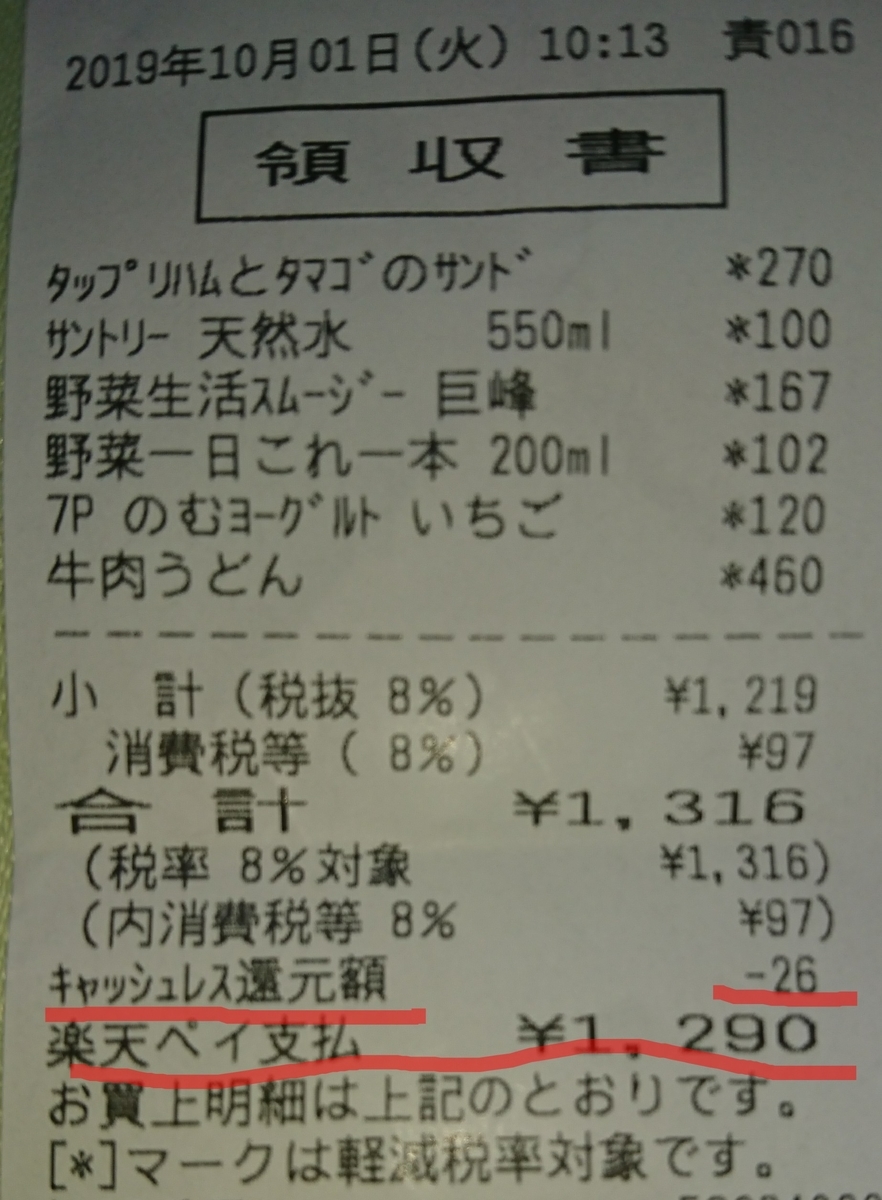 2019年10月01日(火) 10:13 責016
領収書
ﾀｯﾌﾟﾘﾊﾑとﾀﾏｺﾞのｻﾝﾄﾞ *270
ｻﾝﾄﾘｰ 天然水 550ml *100
野菜生活ｽﾑｰｼﾞｰ 巨峰 *167
野菜一日これ一本 200ml *102
7P のむﾖｰｸﾞﾙﾄ いちご *120
牛肉うどん *460
小 計(税抜 8%) ¥1,219
消費税等( 8%) ¥97
合 計 ¥1,316
(税率 8%対象 ¥1,316)
(内消費税等 8% ¥97)
ｷｬｯｼｭﾚｽ還元額 -26
楽天ペイ支払 ¥1,290
お買上明細は上記のとおりです。
[*]マークは軽減税率対象です。